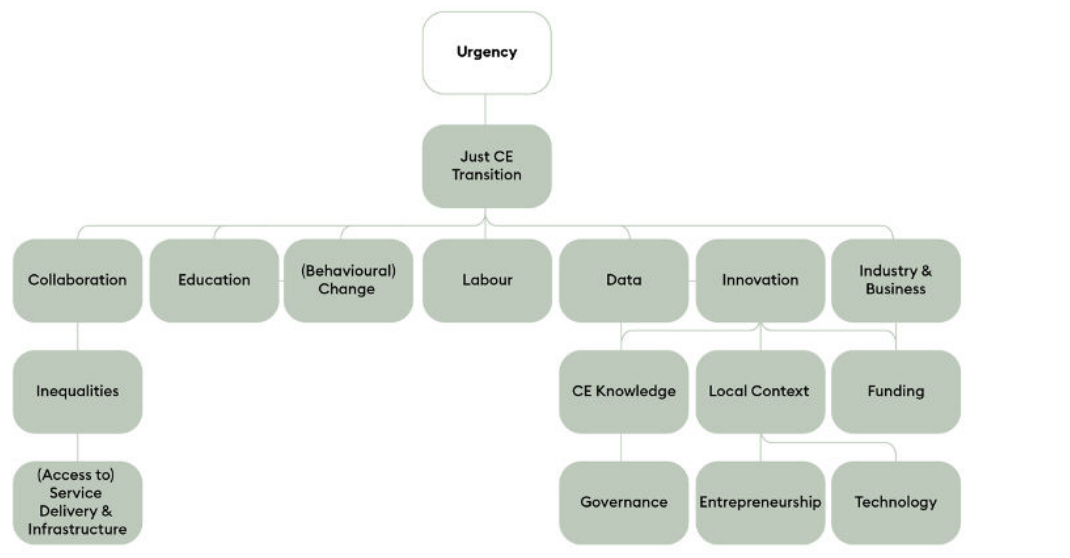 Urgency
Just CE
Transition
Collaboration
Education
(Behavioural)
Change
Labour
Data
Innovation
Industry &
Business
Inequalities
CE Knowledge
Local Context
Funding
(Access to)
Service
Delivery &
Infrastructure
Governance
Entrepreneurship
Technology